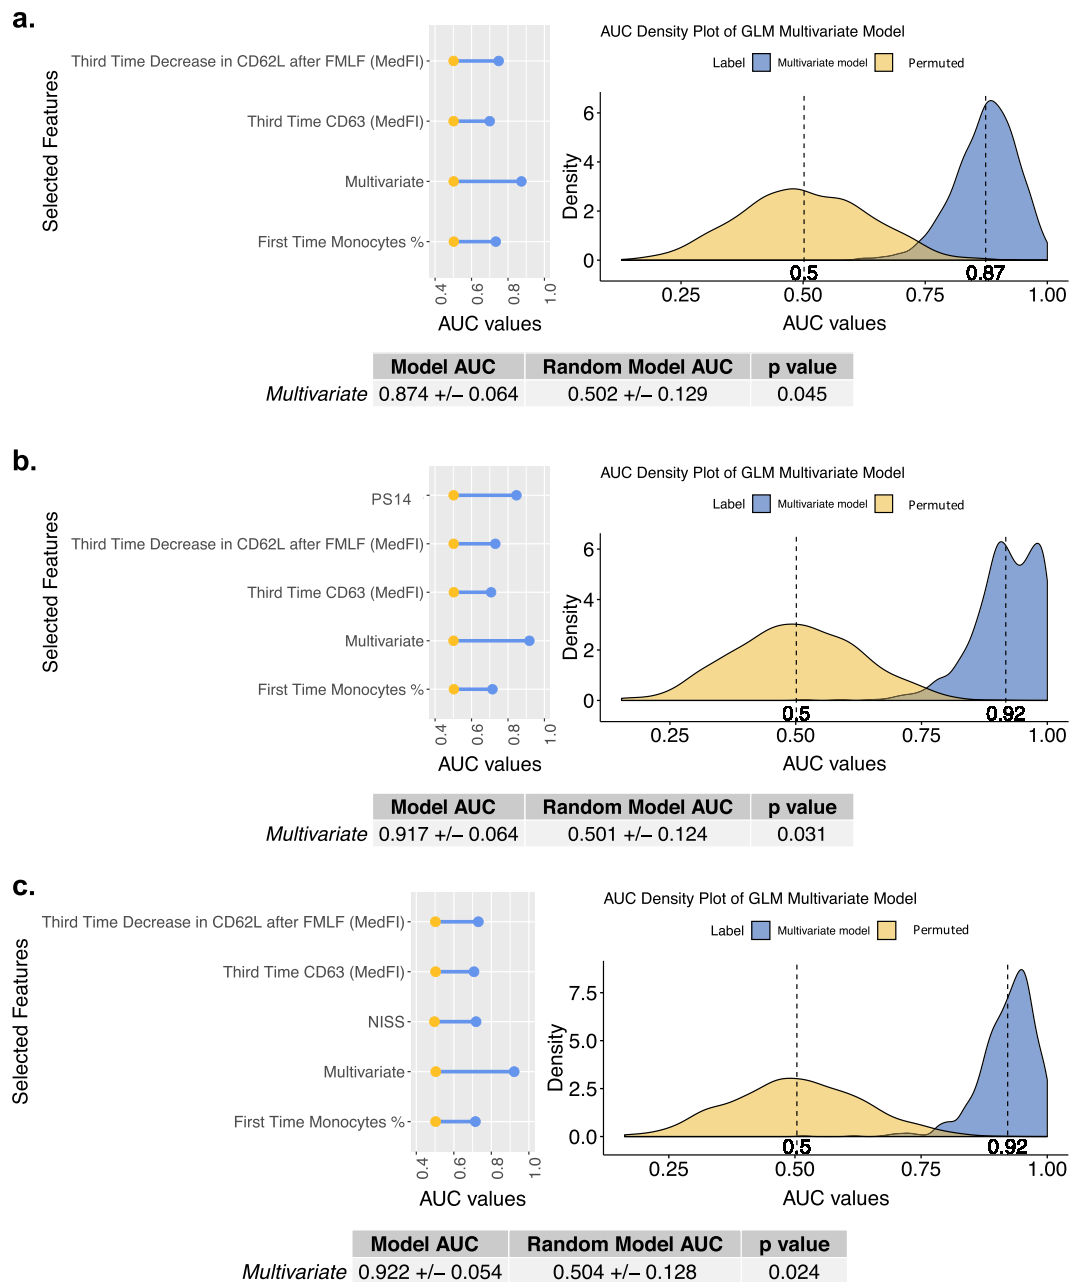 a.
Selected Features
Third Time Decrease in CD62L after FMLF (MedFI)
Third Time CD63 (MedFI)
Multivariate
First Time Monocytes %
0.4 0.6 0.8 1.0
AUC values
AUC Density Plot of GLM Multivariate Model
Label Multivariate model Permuted
Density
6
4
2
0
0.5 0.87
0.25 0.50 0.75 1.00
AUC values
Model AUC Random Model AUC p value
Multivariate 0.874 +/− 0.064 0.502 +/− 0.129 0.045
b.
Selected Features
PS14
Third Time Decrease in CD62L after FMLF (MedFI)
Third Time CD63 (MedFI)
Multivariate
First Time Monocytes %
0.4 0.6 0.8 1.0
AUC values
AUC Density Plot of GLM Multivariate Model
Label Multivariate model Permuted
Density
6
4
2
0
0.5 0.92
0.25 0.50 0.75 1.00
AUC values
Model AUC Random Model AUC p value
Multivariate 0.917 +/− 0.064 0.501 +/− 0.124 0.031
c.
Selected Features
Third Time Decrease in CD62L after FMLF (MedFI)
Third Time CD63 (MedFI)
NISS
Multivariate
First Time Monocytes %
0.4 0.6 0.8 1.0
AUC values
AUC Density Plot of GLM Multivariate Model
Label Multivariate model Permuted
Density
7.5
5.0
2.5
0.0
0.5 0.92
0.25 0.50 0.75 1.00
AUC values
Model AUC Random Model AUC p value
Multivariate 0.922 +/− 0.054 0.504 +/− 0.128 0.024